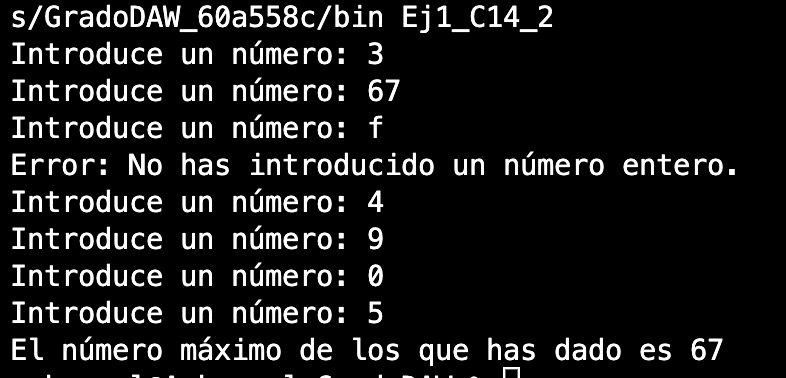 s/GradoDAW_60a558c/bin Ej1_C14_2
Introduce un número: 3
Introduce un número: 67
Introduce un número: f
Error: No has introducido un número entero.
Introduce un número: 4
Introduce un número: 9
Introduce un número: 0
Introduce un número: 5
El número máximo de los que has dado es 67